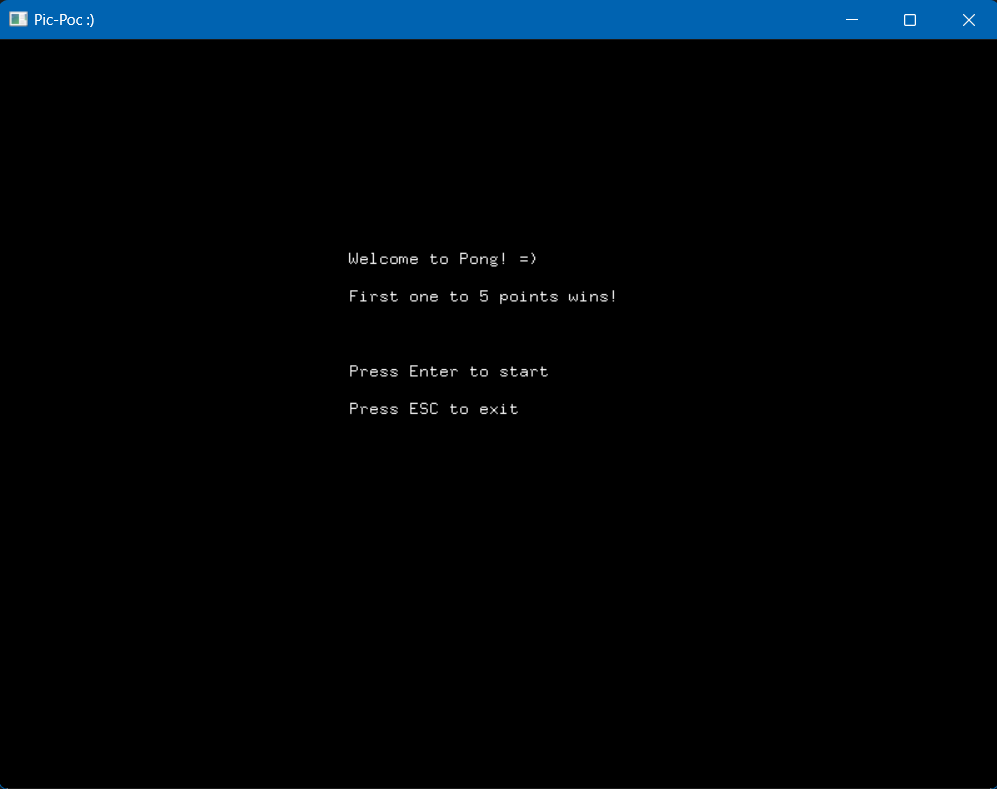 Pic-Poc :)
Welcome to Pong! =)
First one to 5 points wins!
Press Enter to start
Press ESC to exit